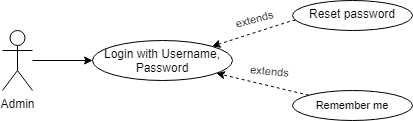 Reset password
extends
Login with Username,
Password
extends
Admin
Remember me